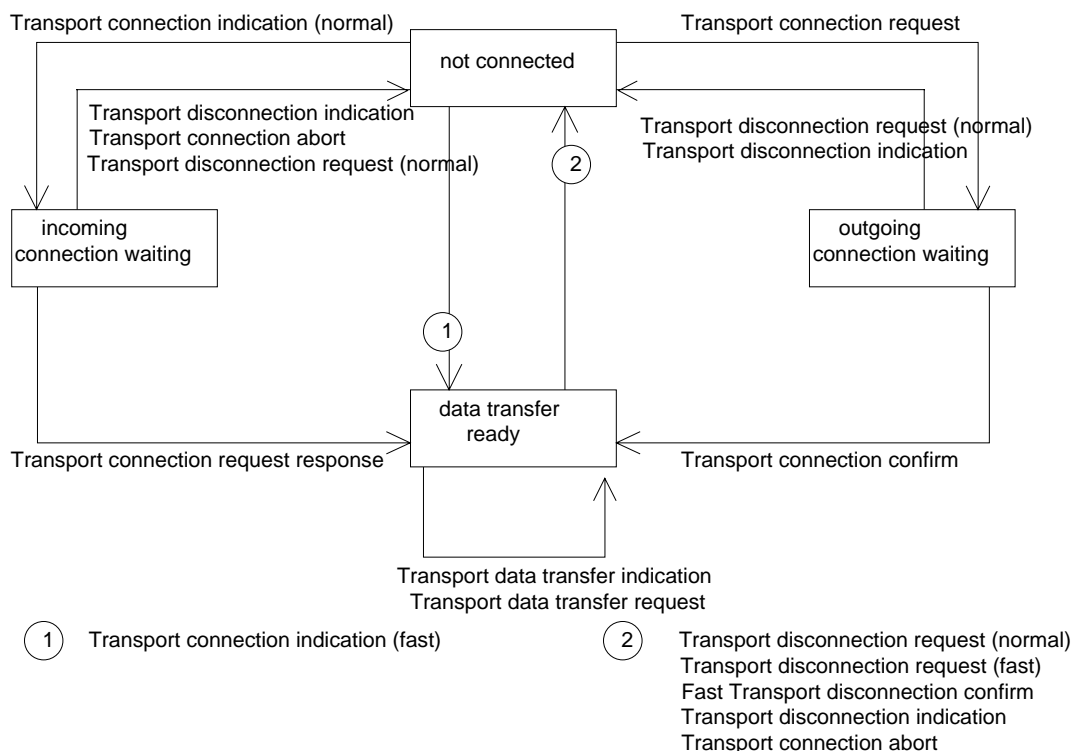 Transport connection indication (normal)
Transport connection request
not connected
Transport disconnection indication
Transport connection abort
Transport disconnection request (normal)
Transport disconnection request (normal)
Transport disconnection indication
2
incoming
connection waiting
outgoing
connection waiting
1
data transfer
ready
Transport connection request response
Transport connection confirm
Transport data transfer indication
Transport data transfer request
1 Transport connection indication (fast)
2 Transport disconnection request (normal)
Transport disconnection request (fast)
Fast Transport disconnection confirm
Transport disconnection indication
Transport connection abort